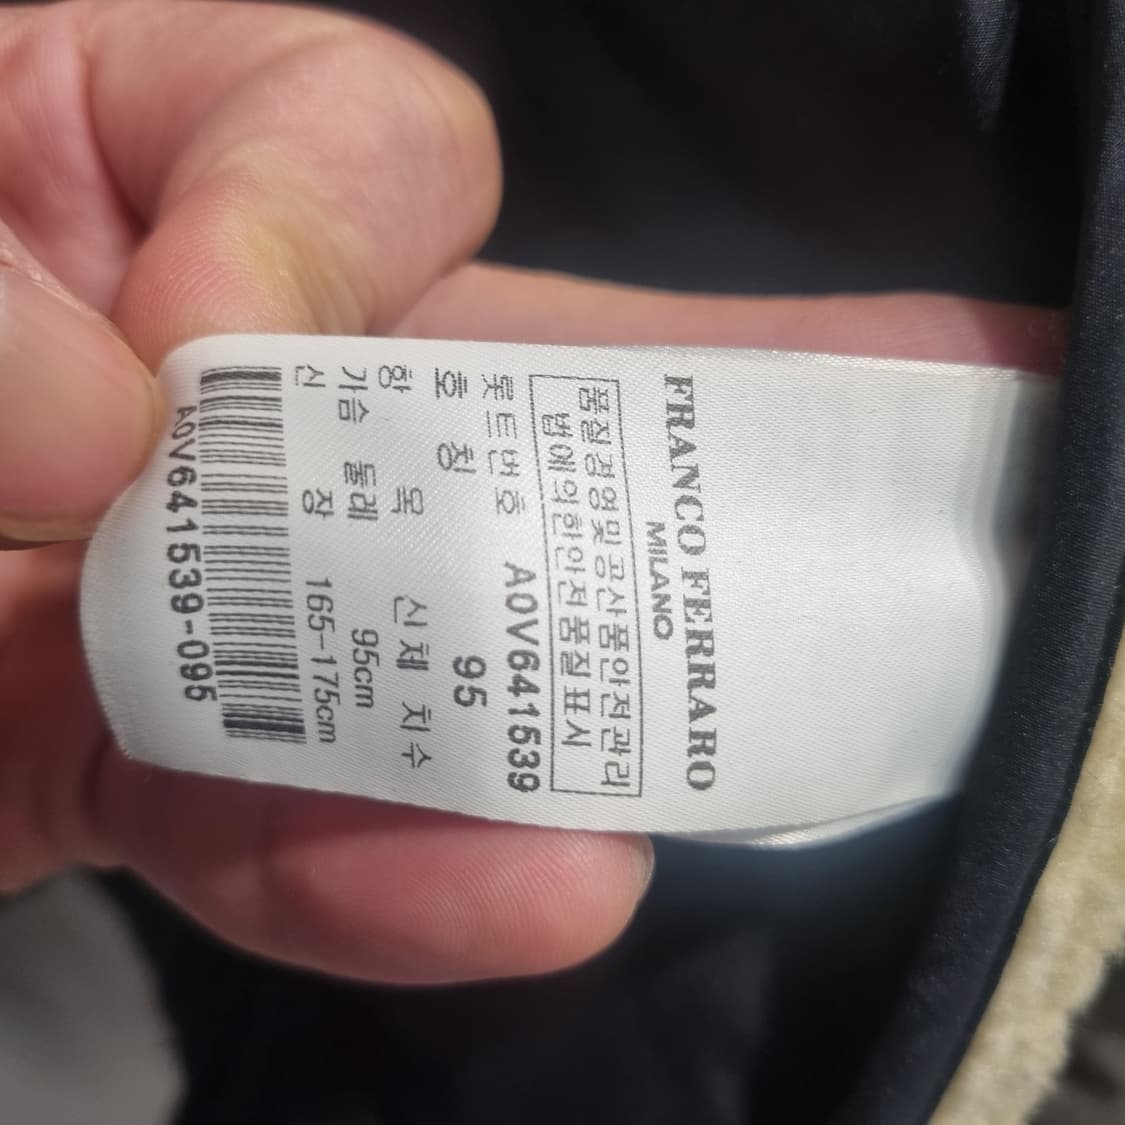 FRANCO FERRARO
MILANO
품질경영및공산품안전관리
법에의한안전품질표시
롯트번호 A0V641539
호 칭 95
항 목 신체 치수
가슴 둘레 95cm
신 장 165-175cm
A0V641539-095